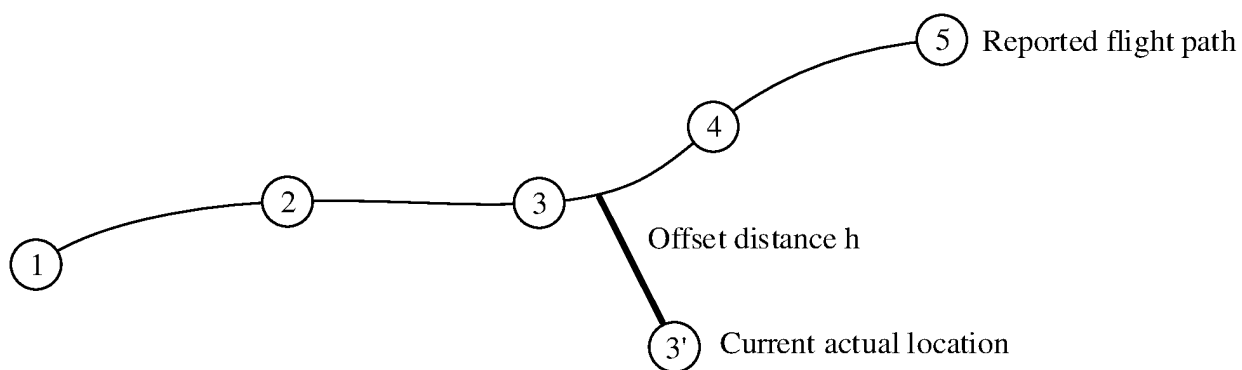 5 Reported flight path
4
2
3
Offset distance h
1
3' Current actual location